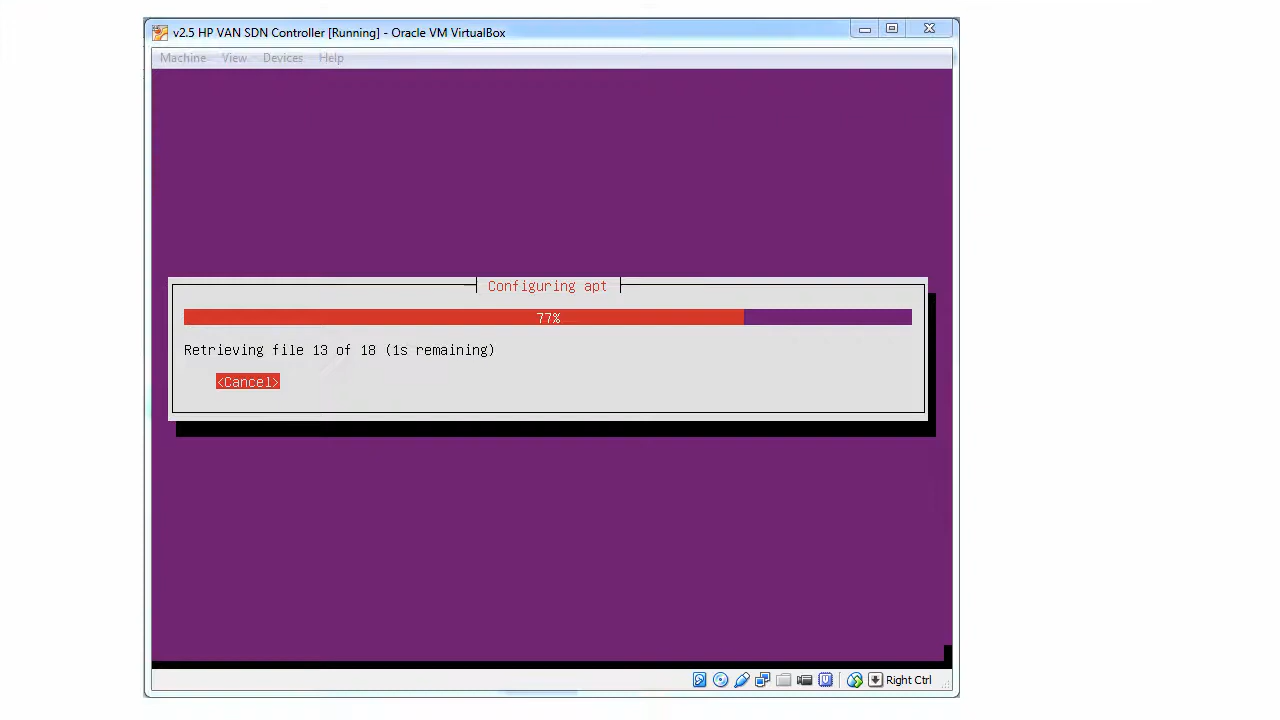 v2.5 HP VAN SDN Controller [Running] - Oracle VM VirtualBox
Machine View Devices Help
Configuring apt
77%
Retrieving file 13 of 18 (1s remaining)
<Cancel>
Right Ctrl